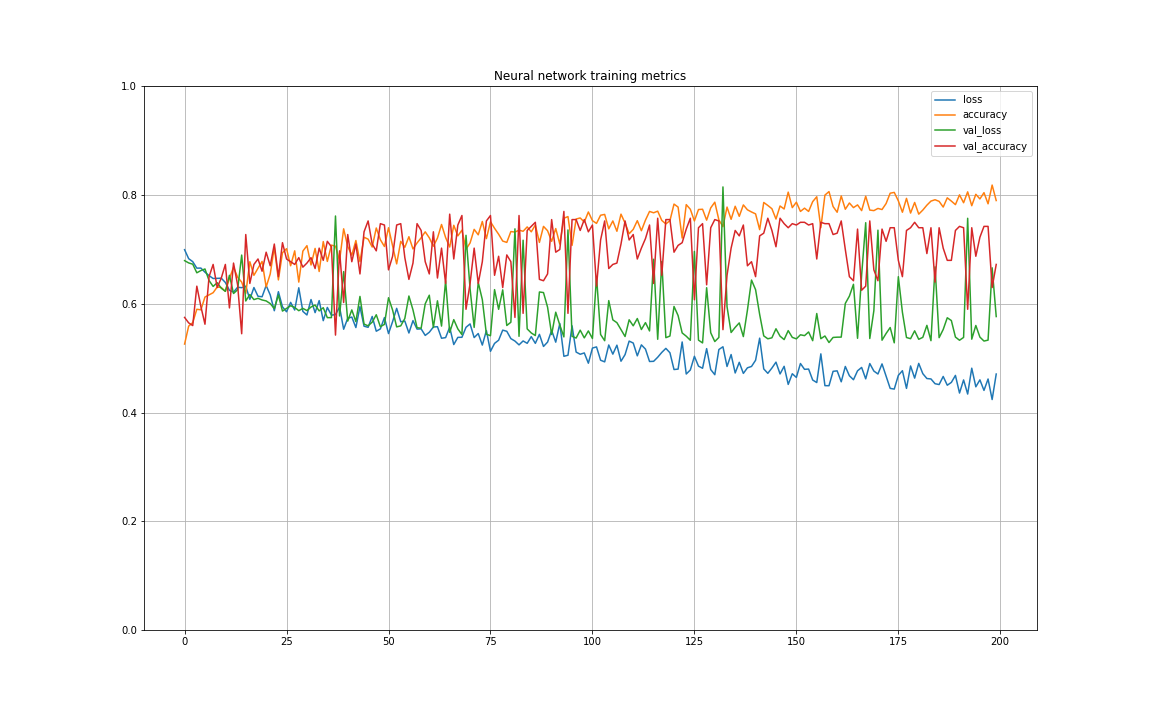 Neural network training metrics
1.0
0.8
0.6
0.4
0.2
0.0
loss
accuracy
val_loss
val_accuracy
0 25 50 75 100 125 150 175 200